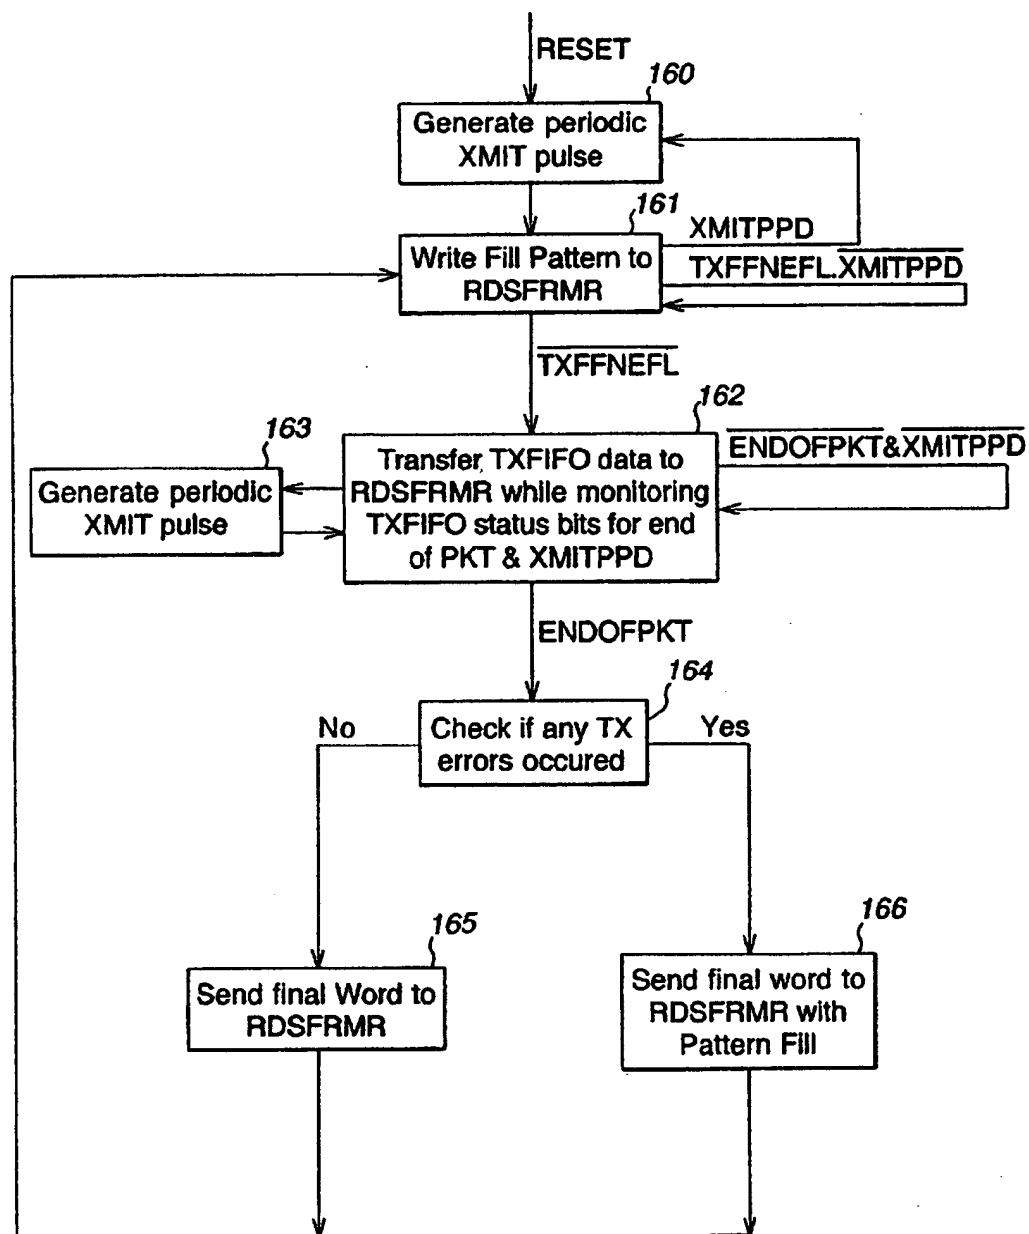 RESET
160
Generate periodic
XMIT pulse
161
XMITPPD
Write Fill Pattern to
RDSFRMR
TXFFNEFL.XMITPPD
TXFFNEFL
162
163
ENDOFPKT&XMITPPD
Generate periodic
XMIT pulse
Transfer TXFIFO data to
RDSFRMR while monitoring
TXFIFO status bits for end
of PKT & XMITPPD
ENDOFPKT
164
No
Check if any TX
errors occured
Yes
165
Send final Word to
RDSFRMR
166
Send final word to
RDSFRMR with
Pattern Fill